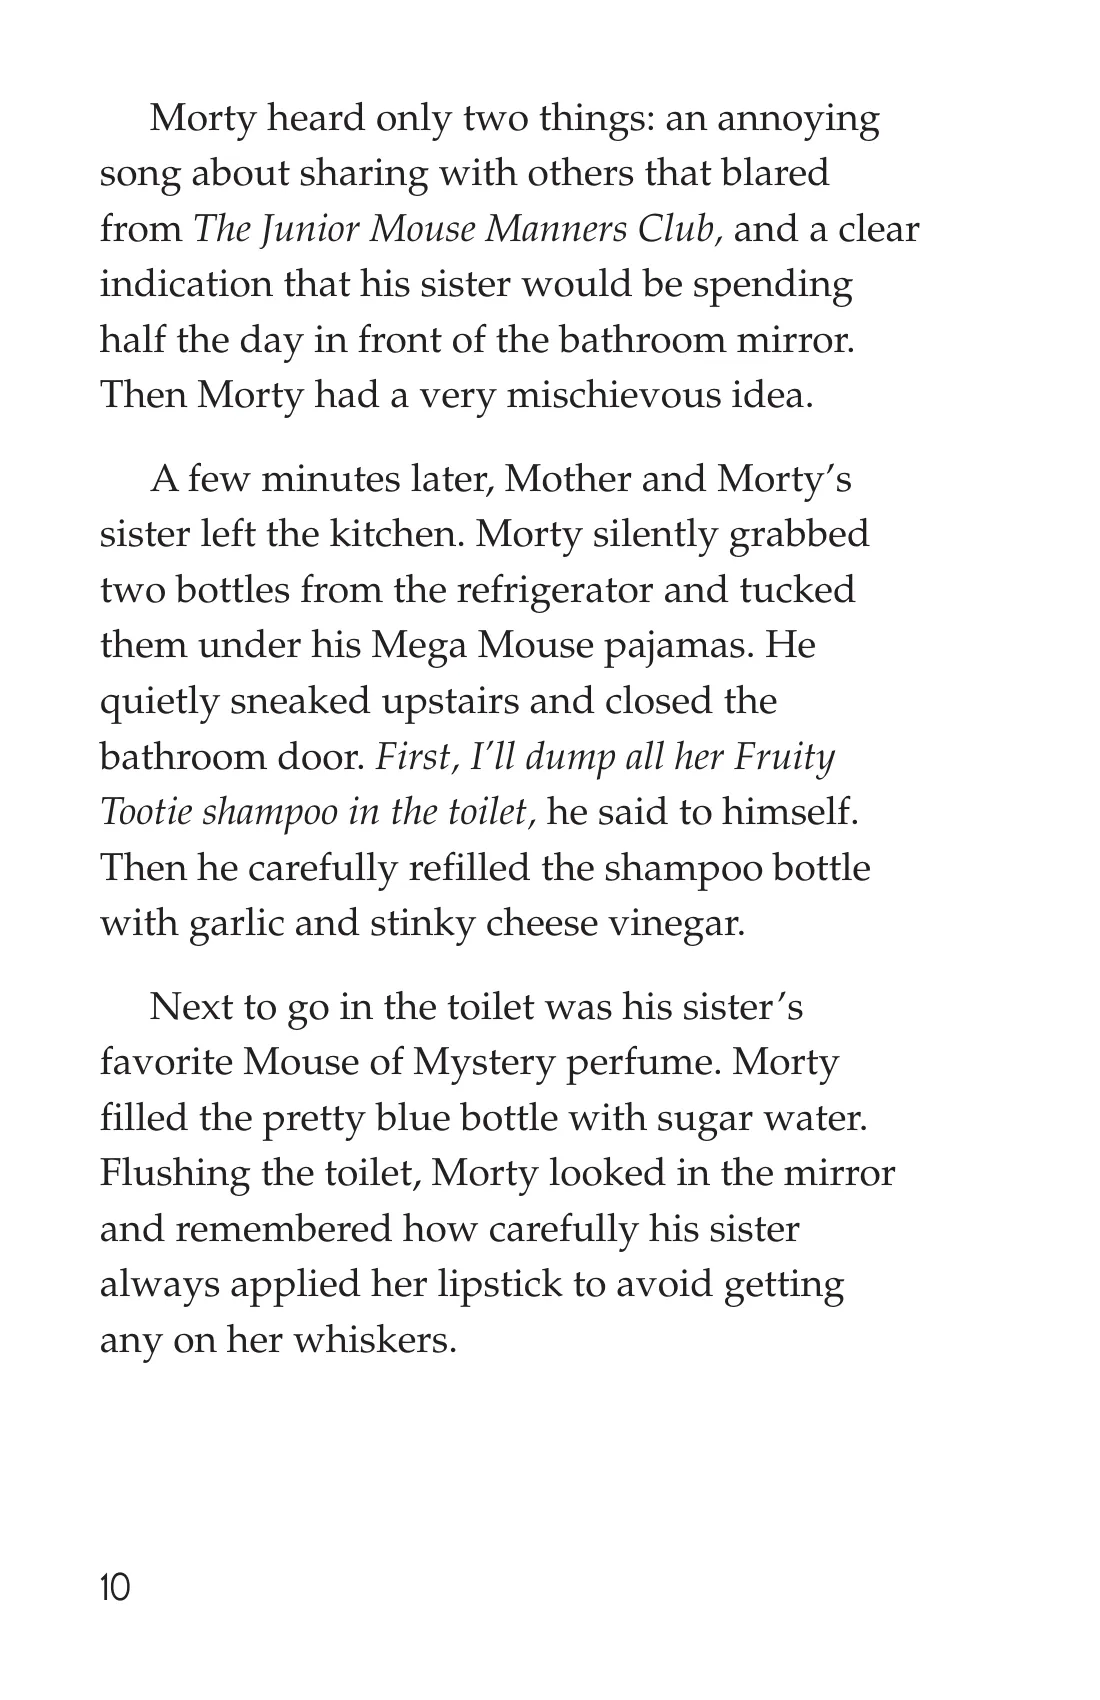 Morty heard only two things: an annoying
song about sharing with others that blared
from The Junior Mouse Manners Club, and a clear
indication that his sister would be spending
half the day in front of the bathroom mirror.
Then Morty had a very mischievous idea.
A few minutes later, Mother and Morty’s
sister left the kitchen. Morty silently grabbed
two bottles from the refrigerator and tucked
them under his Mega Mouse pajamas. He
quietly sneaked upstairs and closed the
bathroom door. First, I’ll dump all her Fruity
Tootie shampoo in the toilet, he said to himself.
Then he carefully refilled the shampoo bottle
with garlic and stinky cheese vinegar.
Next to go in the toilet was his sister’s
favorite Mouse of Mystery perfume. Morty
filled the pretty blue bottle with sugar water.
Flushing the toilet, Morty looked in the mirror
and remembered how carefully his sister
always applied her lipstick to avoid getting
any on her whiskers.
10